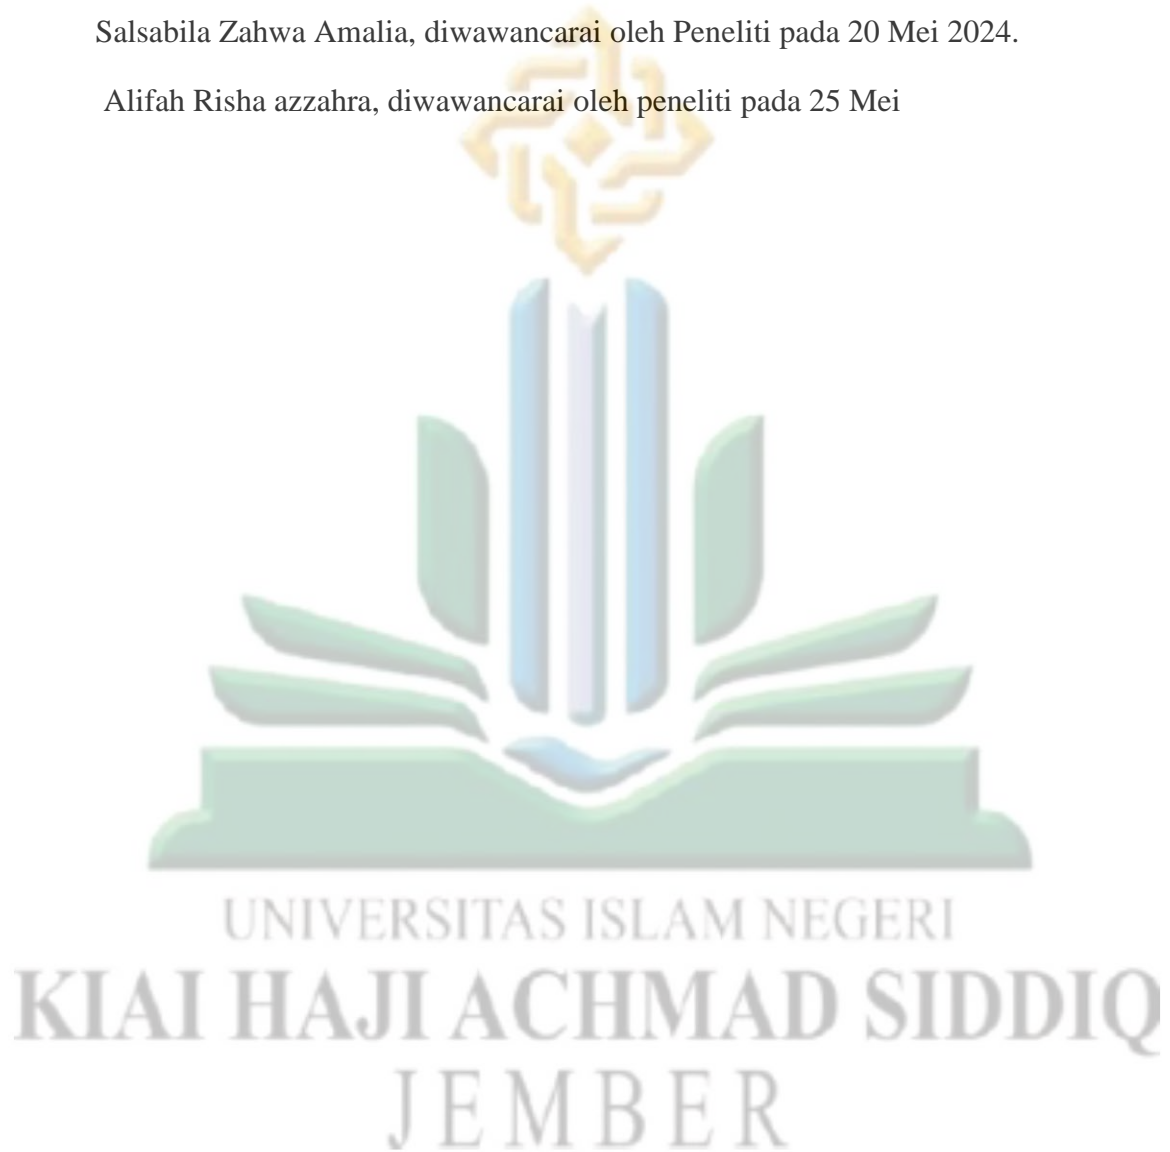 Salsabila Zahwa Amalia, diwawancarai oleh Peneliti pada 20 Mei 2024.
Alifah Risha azzahra, diwawancarai oleh peneliti pada 25 Mei
UNIVERSITAS ISLAM NEGERI
KIAI HAJI ACHMAD SIDDIQ
JEMBER